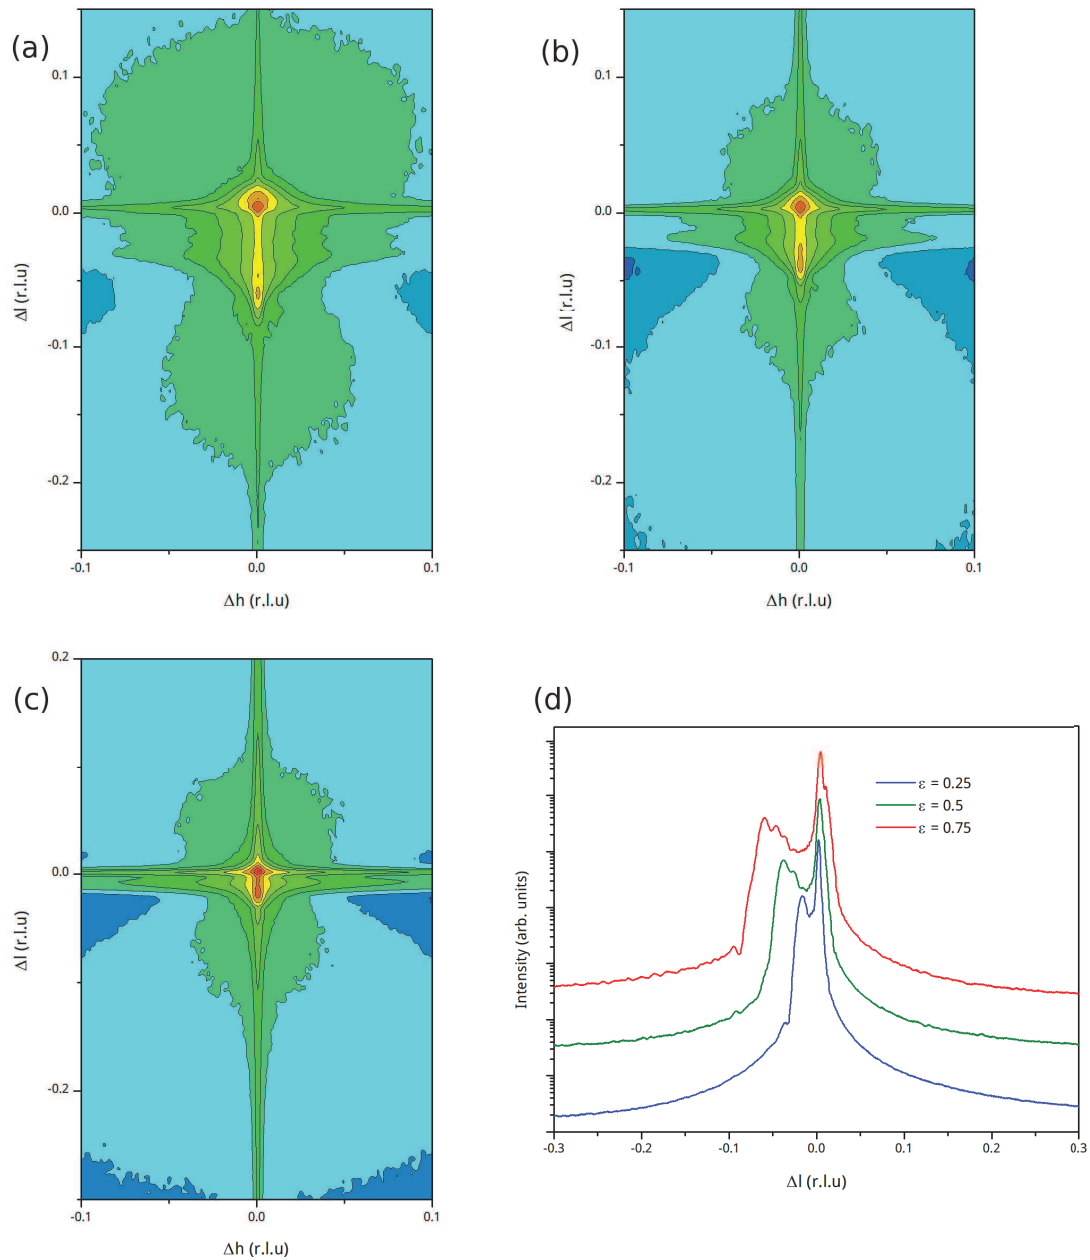 (a)
0.1
0.0
-0.1
-0.2
-0.1
0.0
0.1
Δl (r.l.u)
Δh (r.l.u)
(b)
0.1
0.0
-0.1
-0.2
-0.1
0.0
0.1
Δl (r.l.u)
Δh (r.l.u)
(c)
0.2
0.0
-0.2
-0.1
0.0
0.1
Δl (r.l.u)
Δh (r.l.u)
(d)
ε = 0.25
ε = 0.5
ε = 0.75
Intensity (arb. units)
-0.3
-0.2
-0.1
0.0
0.1
0.2
0.3
Δl (r.l.u)